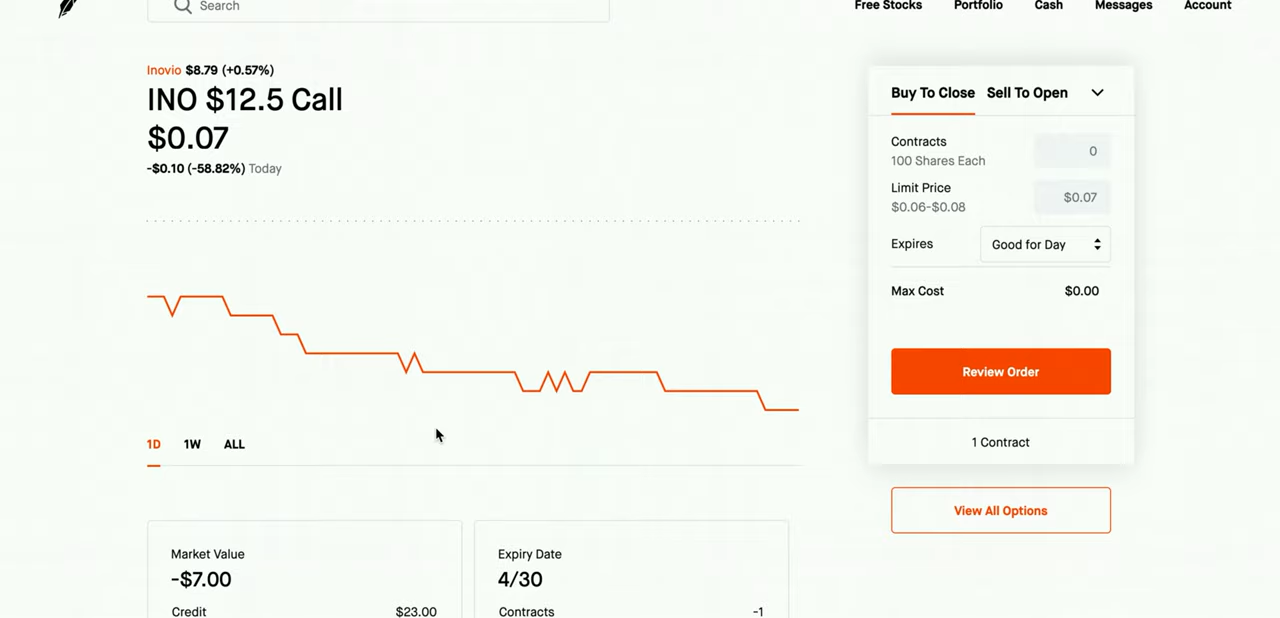 Search
Free Stocks Portfolio Cash Messages Account
Inovio $8.79 (+0.57%)
INO $12.5 Call
$0.07
-$0.10 (-58.82%) Today
1D 1W ALL
Market Value
-$7.00
Credit $23.00
Expiry Date
4/30
Contracts -1
Buy To Close Sell To Open
Contracts 0
100 Shares Each
Limit Price $0.07
$0.06-$0.08
Expires Good for Day
Max Cost $0.00
Review Order
1 Contract
View All Options